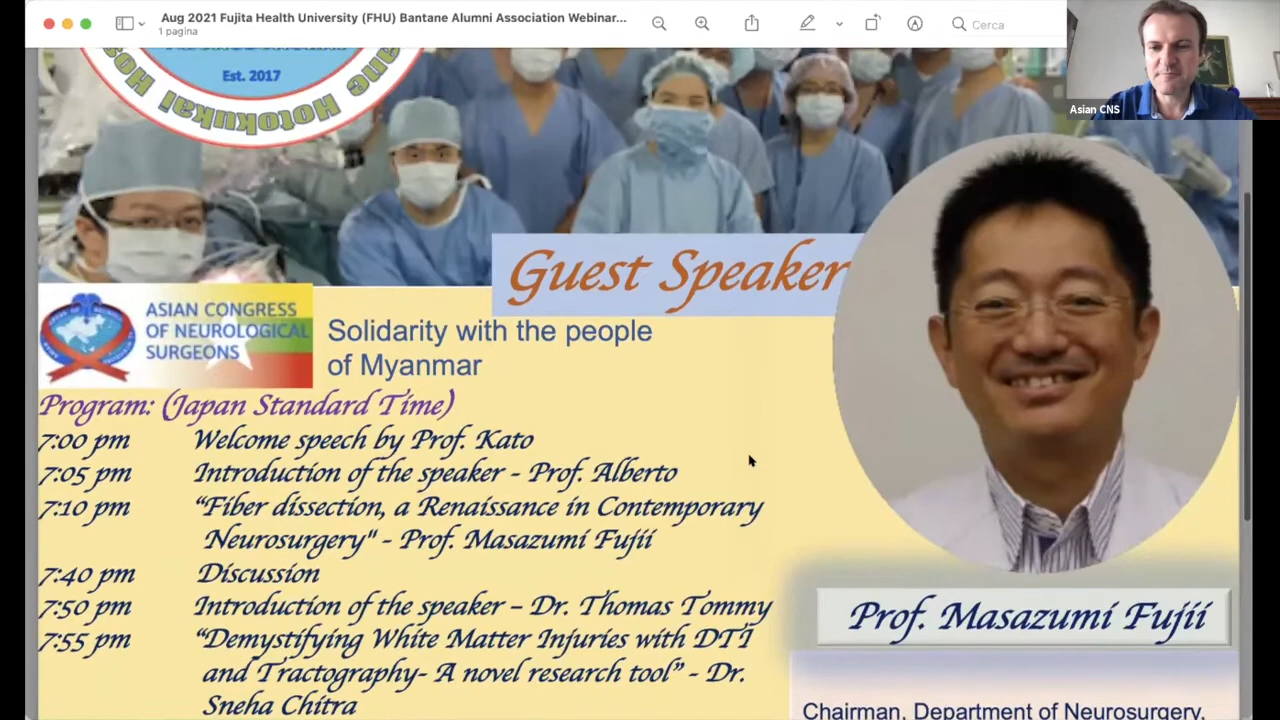 Aug 2021 Fujita Health University (FHU) Bantane Alumni Association Webinar...
1 pagina
Cerca
Asian CNS
Est. 2017
ane Hotokukai Hos
Guest Speaker
ASIAN CONGRESS
OF NEUROLOGICAL
SURGEONS
Solidarity with the people
of Myanmar
Program: (Japan Standard Time)
7:00 pm Welcome speech by Prof. Kato
7:05 pm Introduction of the speaker - Prof. Alberto
7:10 pm "Fiber dissection, a Renaissance in Contemporary
Neurosurgery" - Prof. Masazumi Fujii
7:40 pm Discussion
7:50 pm Introduction of the speaker – Dr. Thomas Tommy
7:55 pm "Demystifying White Matter Injuries with DTI
and Tractography- A novel research tool" - Dr.
Sneha Chitra
Prof. Masazumi Fujii
Chairman, Department of Neurosurgery,